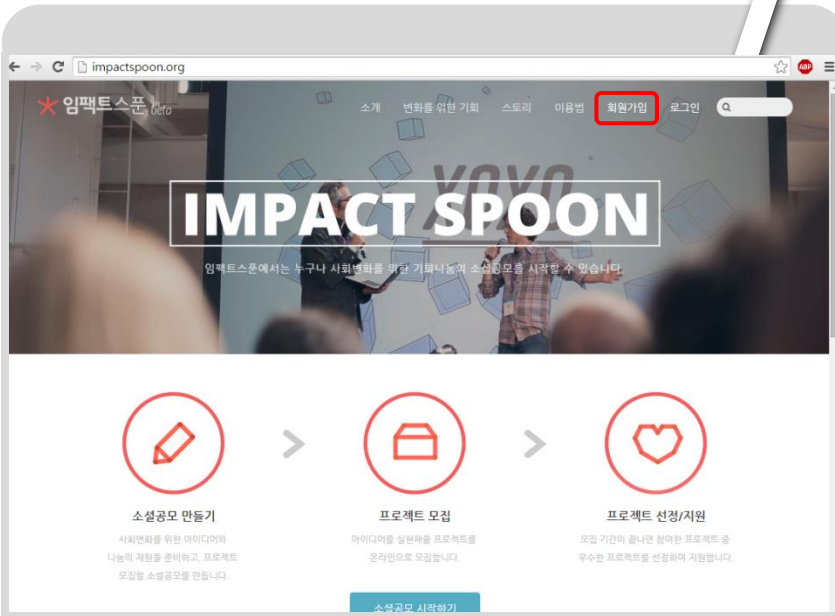 impactspoon.org
ABP
임팩트스푼 beta
소개 변화를 위한 기회 스토리 이용법 회원가입 로그인
YOYO
IMPACT SPOON
임팩트스푼에서는 누구나 사회변화를 위한 기회나눔의 소셜공모를 시작할 수 있습니다.
소셜공모 만들기
사회변화를 위한 아이디어와
나눔의 재원을 준비하고, 프로젝트
모집할 소셜공모를 만듭니다.
프로젝트 모집
아이디어를 실현해줄 프로젝트를
온라인으로 모집합니다.
프로젝트 선정/지원
모집 기간이 끝나면 참여한 프로젝트 중
우수한 프로젝트를 선정하여 지원합니다.
소셜공모 시작하기